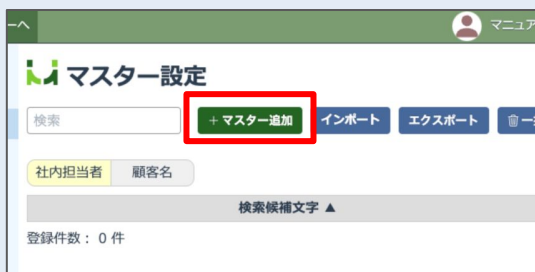 マニュア
マスター設定
検索 + マスター追加 インポート エクスポート
社内担当者 顧客名
検索候補文字 ▲
登録件数： 0 件